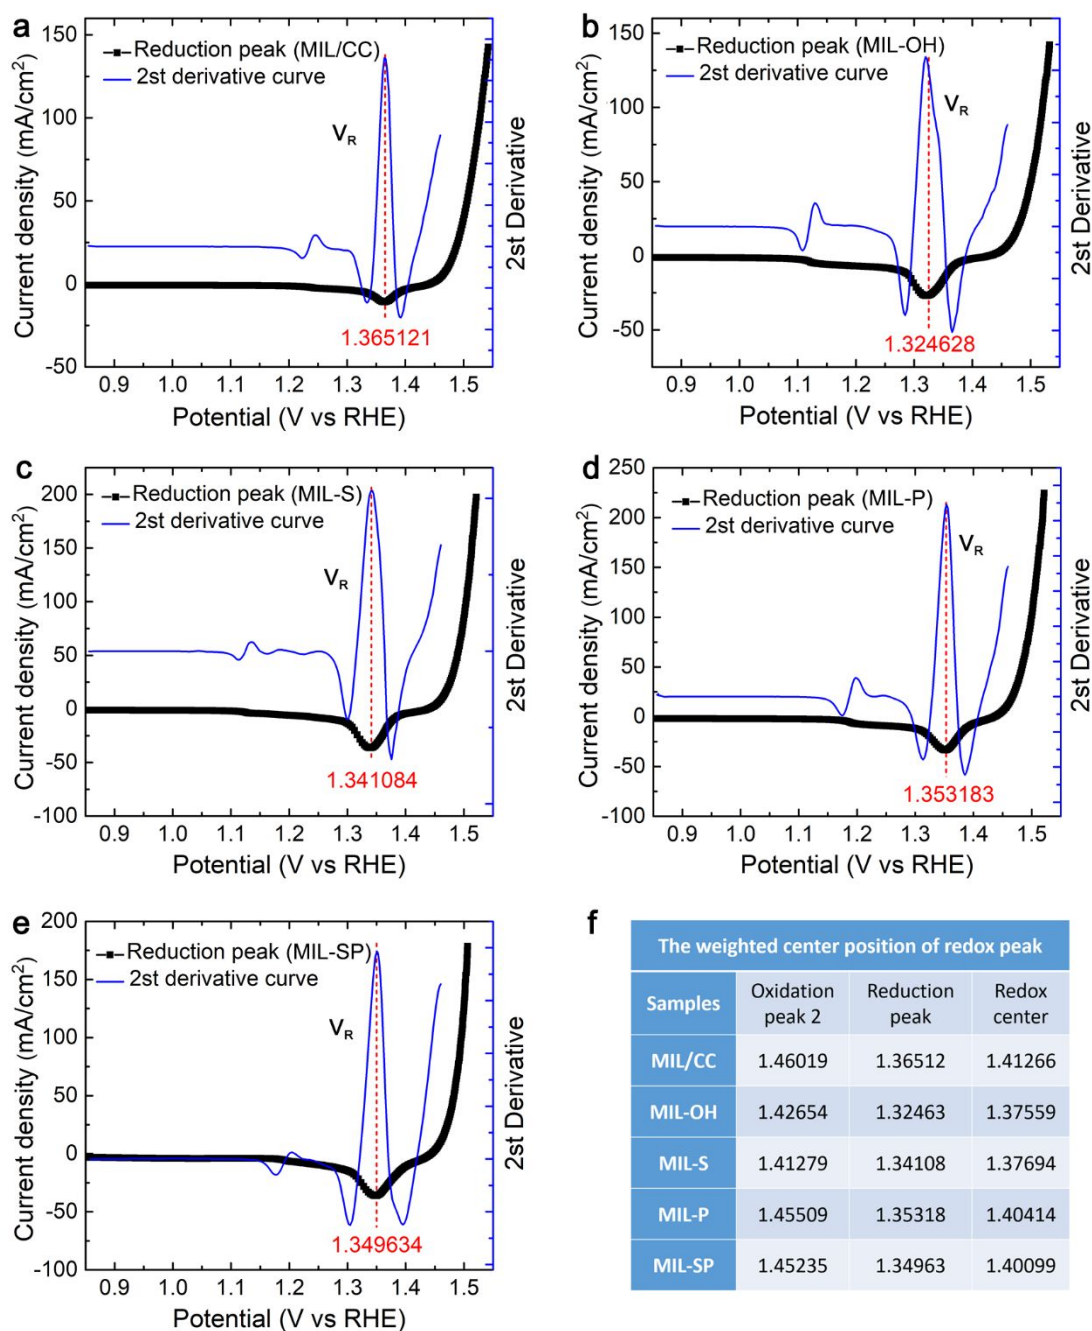 a
Reduction peak (MIL/CC)
2st derivative curve
V_R
1.365121
150
100
50
0
-50
0.9 1.0 1.1 1.2 1.3 1.4 1.5
Current density (mA/cm²)
2st Derivative
Potential (V vs RHE)
b
Reduction peak (MIL-OH)
2st derivative curve
V_R
1.324628
150
100
50
0
-50
0.9 1.0 1.1 1.2 1.3 1.4 1.5
Current density (mA/cm²)
2st Derivative
Potential (V vs RHE)
c
Reduction peak (MIL-S)
2st derivative curve
V_R
1.341084
200
150
100
50
0
-50
-100
0.9 1.0 1.1 1.2 1.3 1.4 1.5
Current density (mA/cm²)
2st Derivative
Potential (V vs RHE)
d
Reduction peak (MIL-P)
2st derivative curve
V_R
1.353183
250
200
150
100
50
0
-50
-100
0.9 1.0 1.1 1.2 1.3 1.4 1.5
Current density (mA/cm²)
2st Derivative
Potential (V vs RHE)
e
Reduction peak (MIL-SP)
2st derivative curve
V_R
1.349634
200
150
100
50
0
-50
-100
0.9 1.0 1.1 1.2 1.3 1.4 1.5
Current density (mA/cm²)
2st Derivative
Potential (V vs RHE)
f
The weighted center position of redox peak
Samples Oxidation peak 2 Reduction peak Redox center
MIL/CC 1.46019 1.36512 1.41266
MIL-OH 1.42654 1.32463 1.37559
MIL-S 1.41279 1.34108 1.37694
MIL-P 1.45509 1.35318 1.40414
MIL-SP 1.45235 1.34963 1.40099